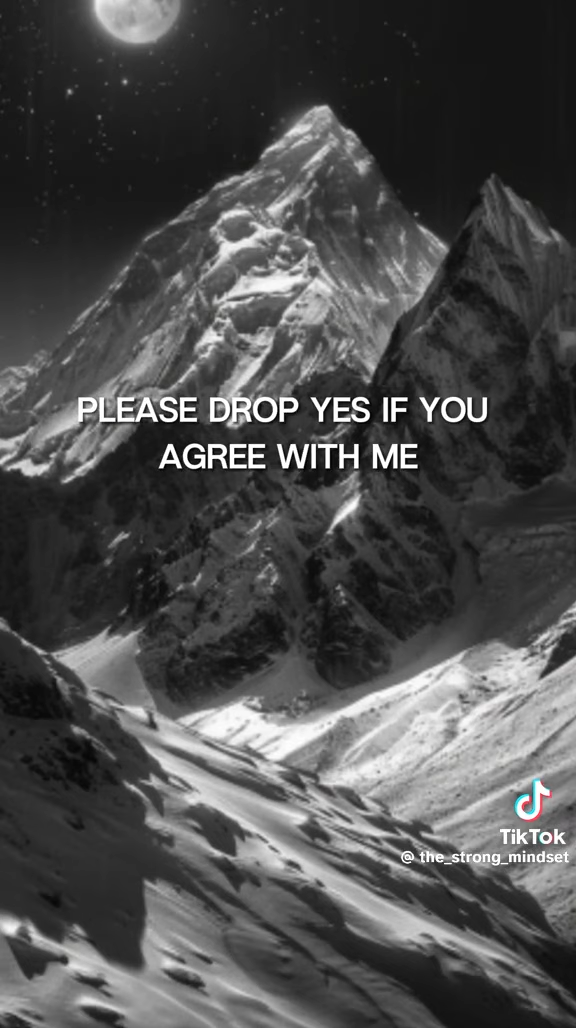 PLEASE DROP YES IF YOU
AGREE WITH ME
TikTok
@ the_strong_mindset